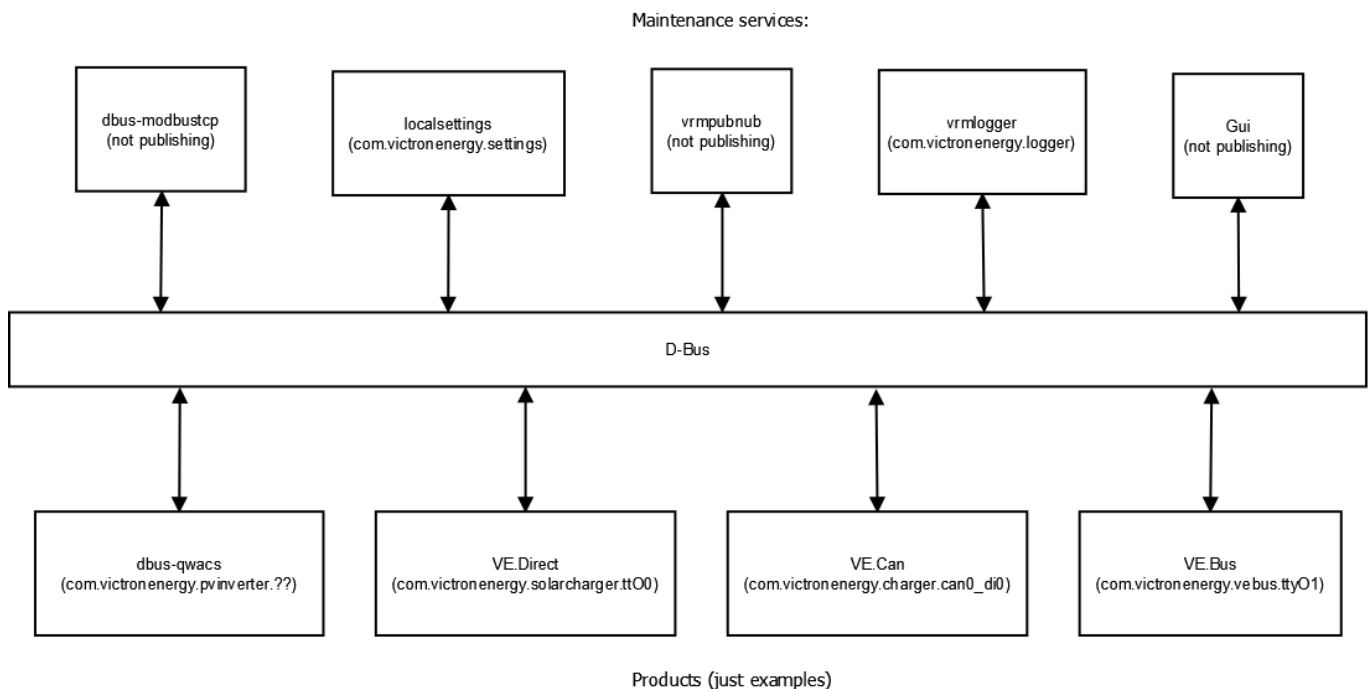 Maintenance services:
dbus-modbustcp
(not publishing)
localsettings
(com.victronenergy.settings)
vrmpubnub
(not publishing)
vrmlogger
(com.victronenergy.logger)
Gui
(not publishing)
D-Bus
dbus-qwacs
(com.victronenergy.pvinverter.??)
VE.Direct
(com.victronenergy.solarcharger.ttO0)
VE.Can
(com.victronenergy.charger.can0_di0)
VE.Bus
(com.victronenergy.vebus.ttyO1)
Products (just examples)